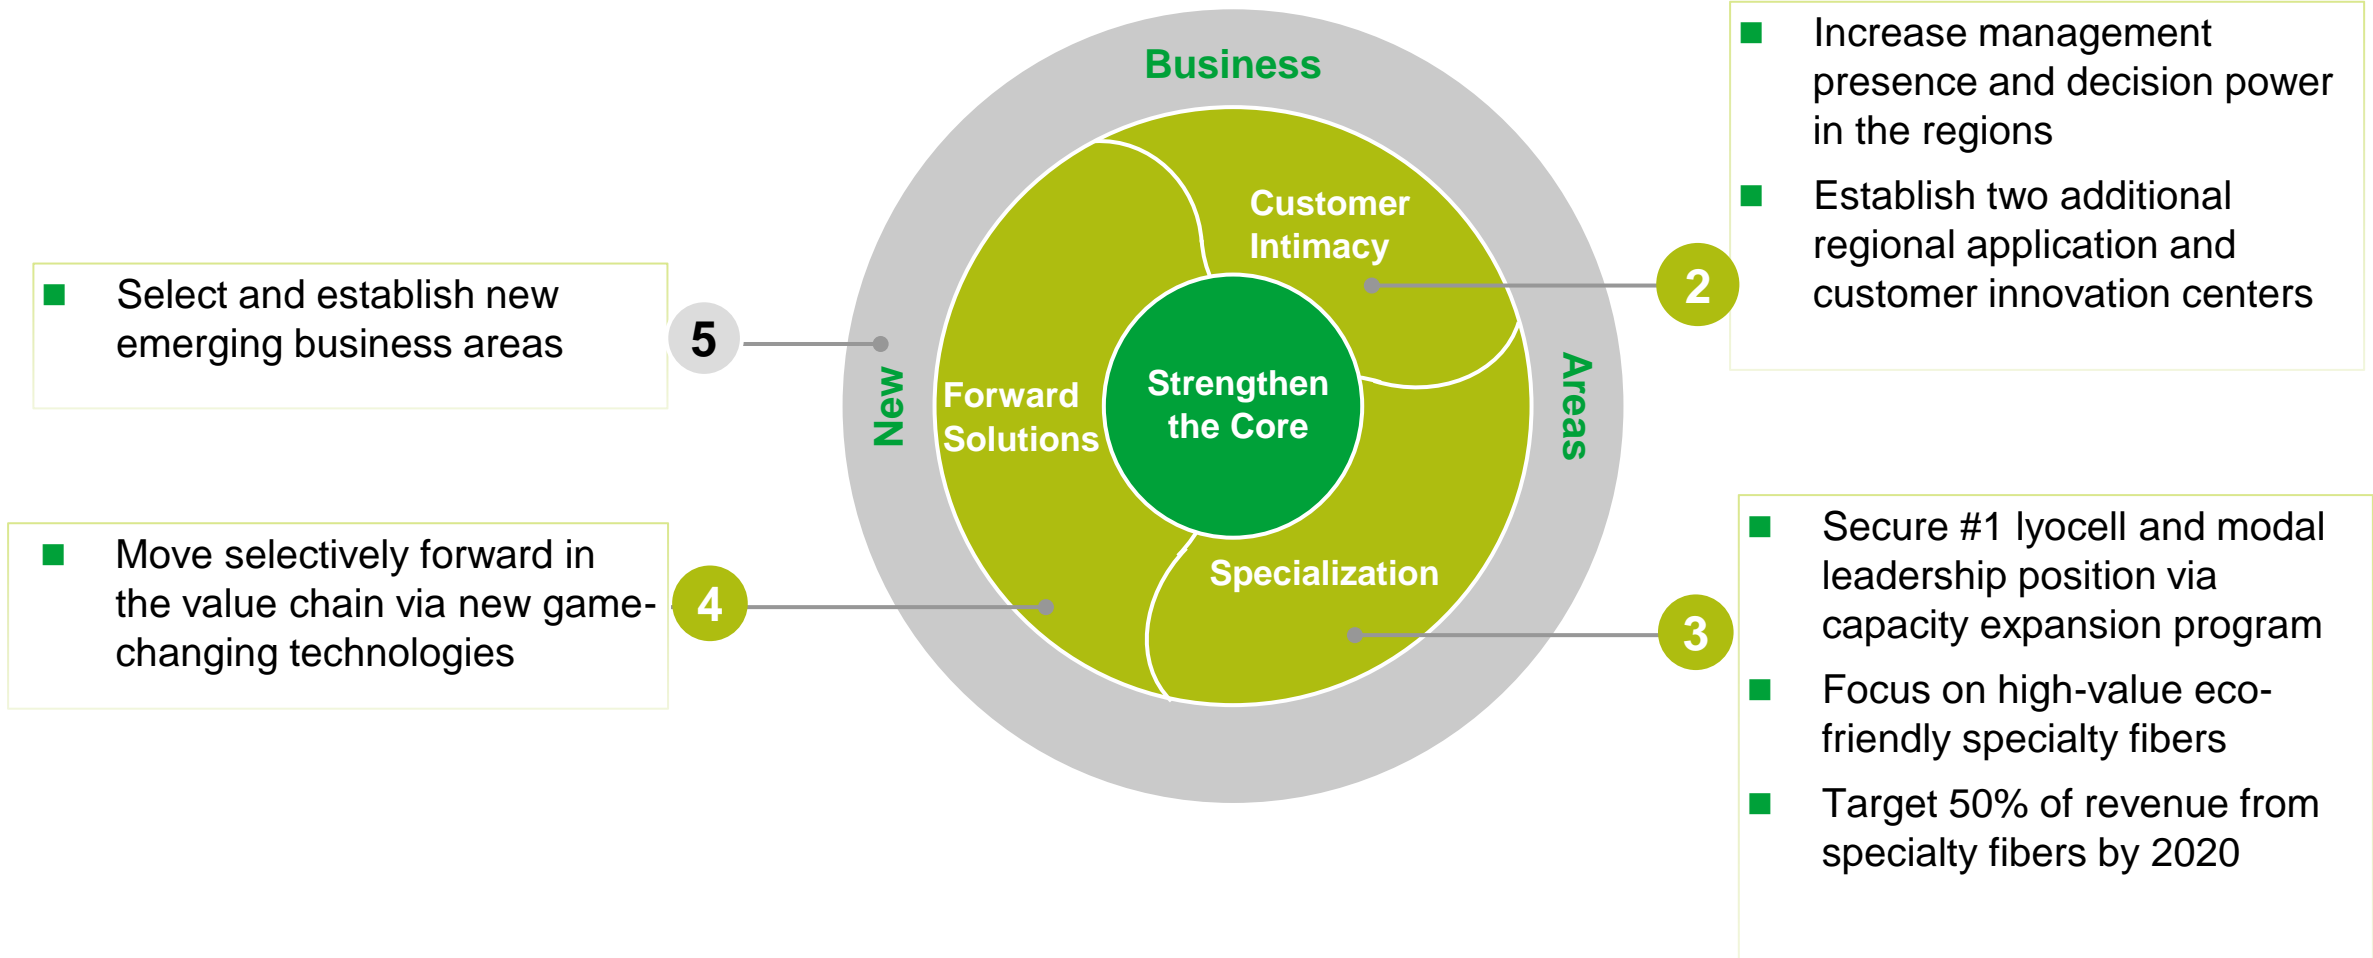 Business
New
Areas
Customer
Intimacy
Forward
Solutions
Strengthen
the Core
Specialization
2
■ Increase management
presence and decision power
in the regions
■ Establish two additional
regional application and
customer innovation centers
3
■ Secure #1 lyocell and modal
leadership position via
capacity expansion program
■ Focus on high-value eco-
friendly specialty fibers
■ Target 50% of revenue from
specialty fibers by 2020
4
■ Move selectively forward in
the value chain via new game-
changing technologies
5
■ Select and establish new
emerging business areas